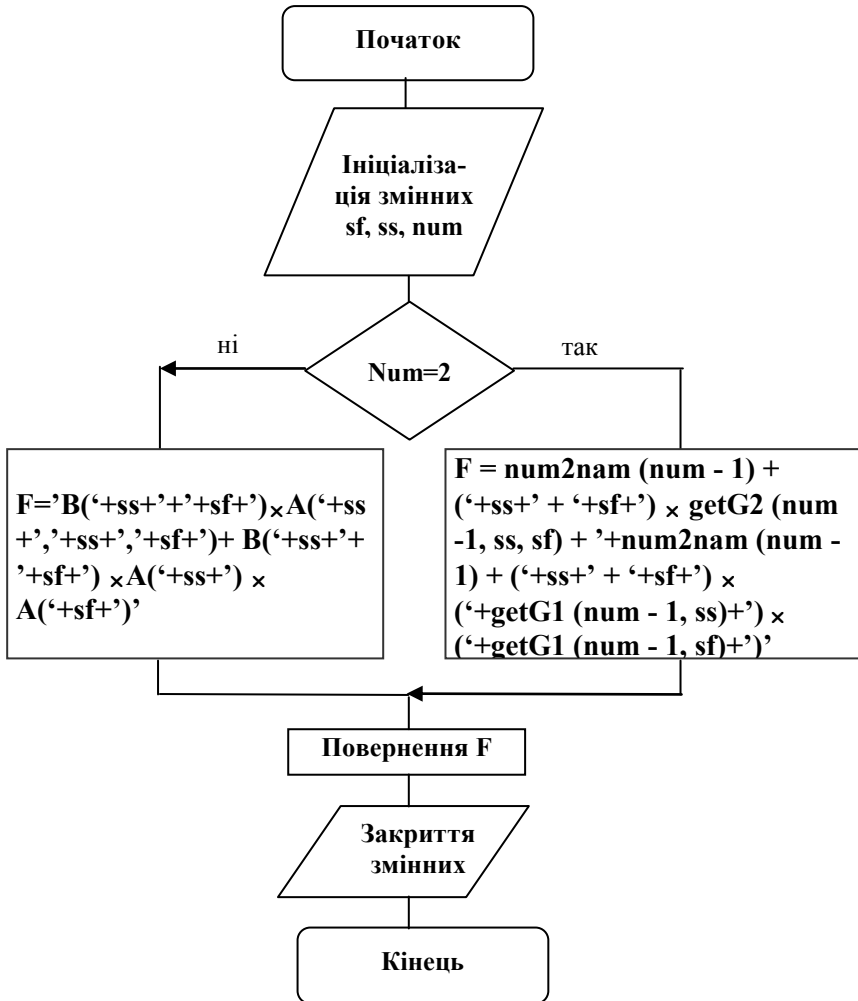 Початок
Ініціаліза-
ція змінних
sf, ss, num
ні
так
Num=2
F=’B(‘+ss+’+’+sf+’)×A(‘+ss
+’,’+ss+’,’+sf+’)+ B(‘+ss+’+
’+sf+’) ×A(‘+ss+’) ×
A(‘+sf+’)’
F = num2nam (num - 1) +
(‘+ss+’ + ‘+sf+’) × getG2 (num
-1, ss, sf) + ’+num2nam (num -
1) + (‘+ss+’ + ‘+sf+’) ×
(‘+getG1 (num - 1, ss)+’) ×
(‘+getG1 (num - 1, sf)+’)’
Повернення F
Закриття
змінних
Кінець